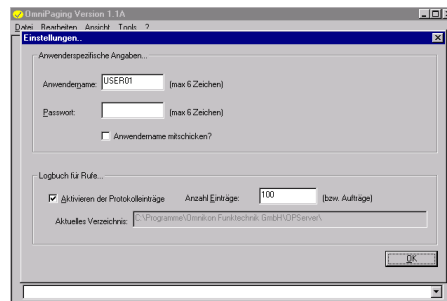 OmniPaging Version 1.1A
Datei Bearbeiten Ansicht Tools ?
Einstellungen..
Anwenderspezifische Angaben...
Anwendername: USER01 (max 6 Zeichen)
Passwort: (max 6 Zeichen)
Anwendername mitschicken?
Logbuch für Rufe...
Aktivieren der Protokolleinträge Anzahl Einträge: 100 (bzw. Aufträge)
Aktuelles Verzeichnis: C:\Programme\Omnikon Funktechnik GmbH\OPServer\
OK